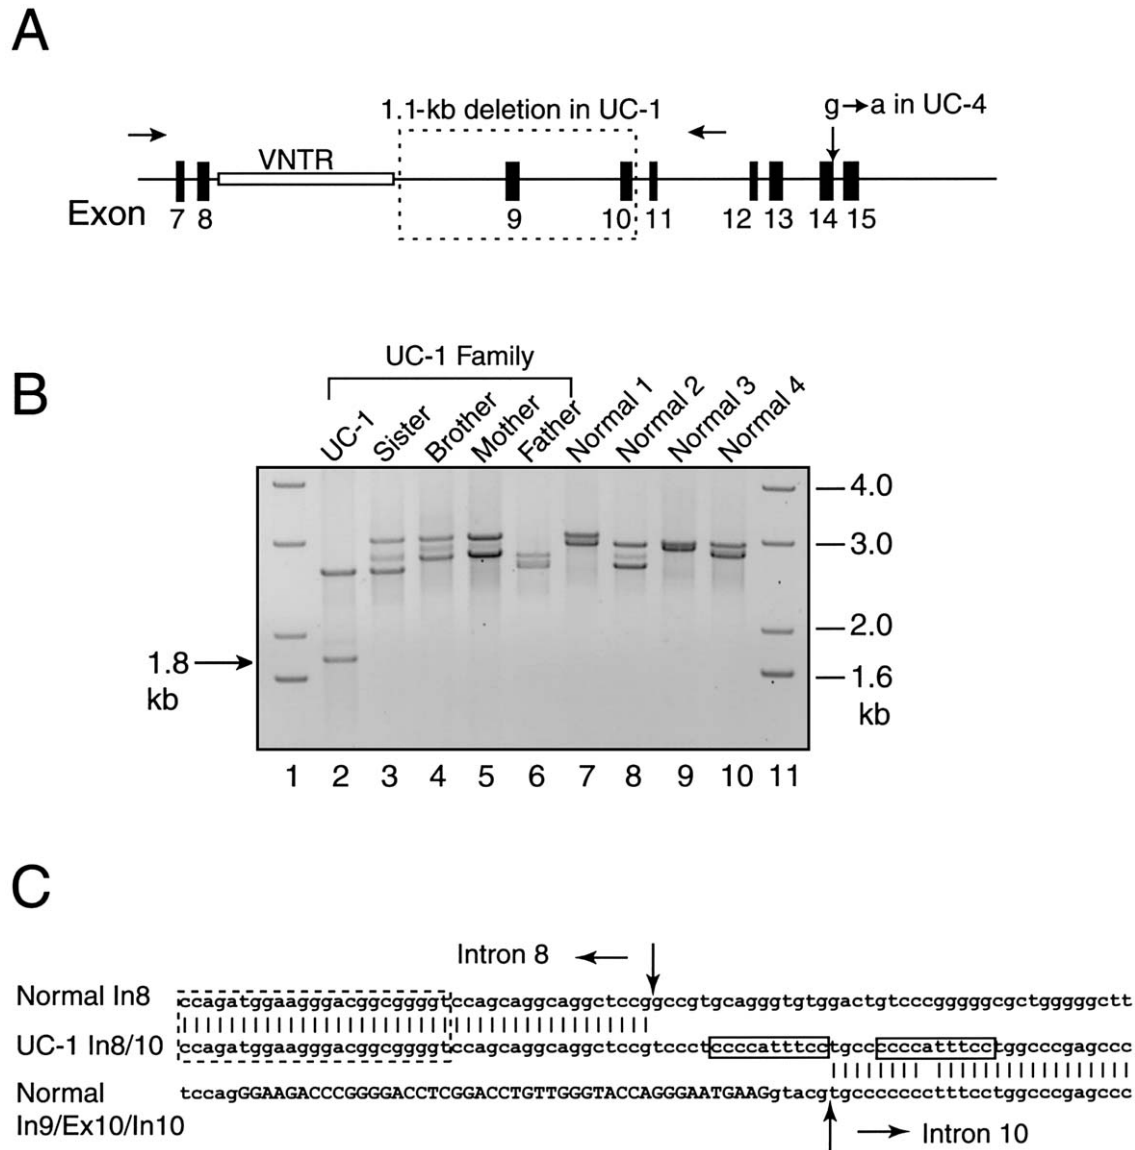 A
1.1-kb deletion in UC-1
g→a in UC-4
VNTR
Exon 7 8 9 10 11 12 13 14 15
B
UC-1 Family
UC-1 Sister Brother Mother Father Normal 1 Normal 2 Normal 3 Normal 4
4.0
3.0
2.0
1.8
kb
1.6
kb
1 2 3 4 5 6 7 8 9 10 11
C
Intron 8
Normal In8 ccagatggaagggacggcggggtccagcaggcaggctccggccgtgcagggtgtggactgtcccgggggcgctgggggctt
UC-1 In8/10 ccagatggaagggacggcggggtccagcaggcaggctccgtccctccccatttcctgccccccatttcctggcccgagccc
Normal tccagGGAAGACCCGGGGACCTCGGACCTGTTGGGTACCAGGGAATGAAGgtacgtgcccccccctttcctggcccgagccc
In9/Ex10/In10
Intron 10